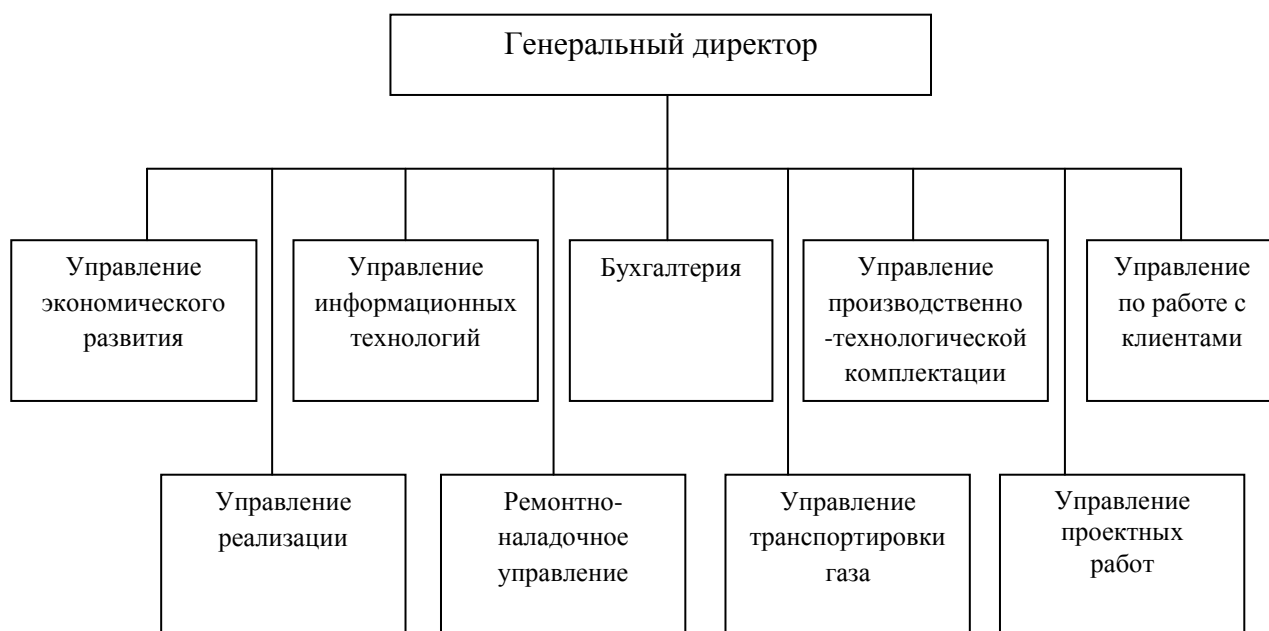 Генеральный директор
Управление
экономического
развития
Управление
информационных
технологий
Бухгалтерия
Управление
производственно
-технологической
комплектации
Управление
по работе с
клиентами
Управление
реализации
Ремонтно-
наладочное
управление
Управление
транспортировки
газа
Управление
проектных
работ